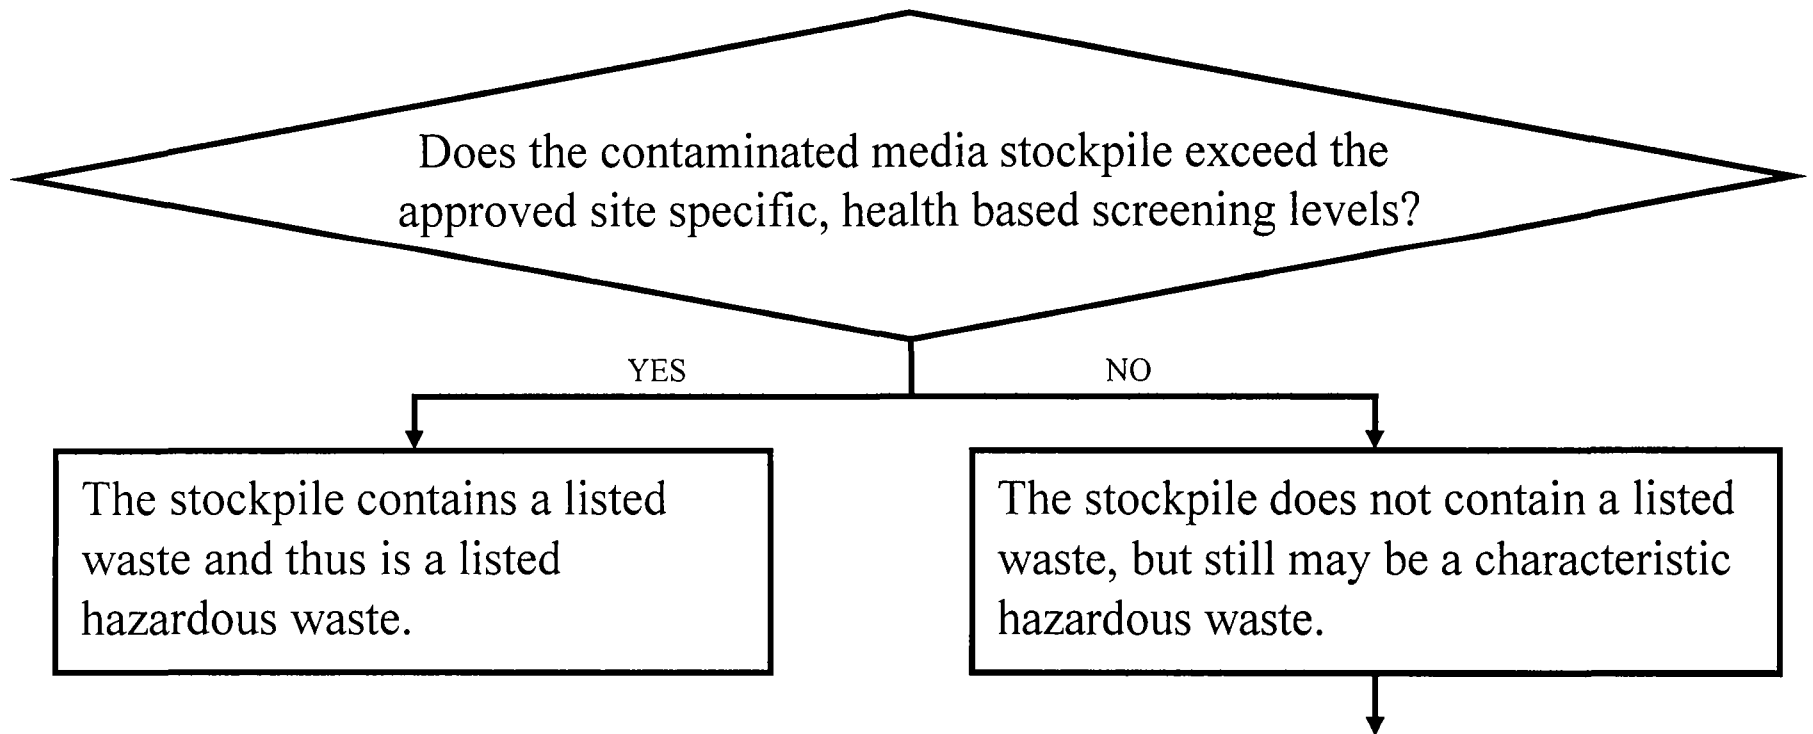 Does the contaminated media stockpile exceed the
approved site specific, health based screening levels?
YES
NO
The stockpile contains a listed
waste and thus is a listed
hazardous waste.
The stockpile does not contain a listed
waste, but still may be a characteristic
hazardous waste.